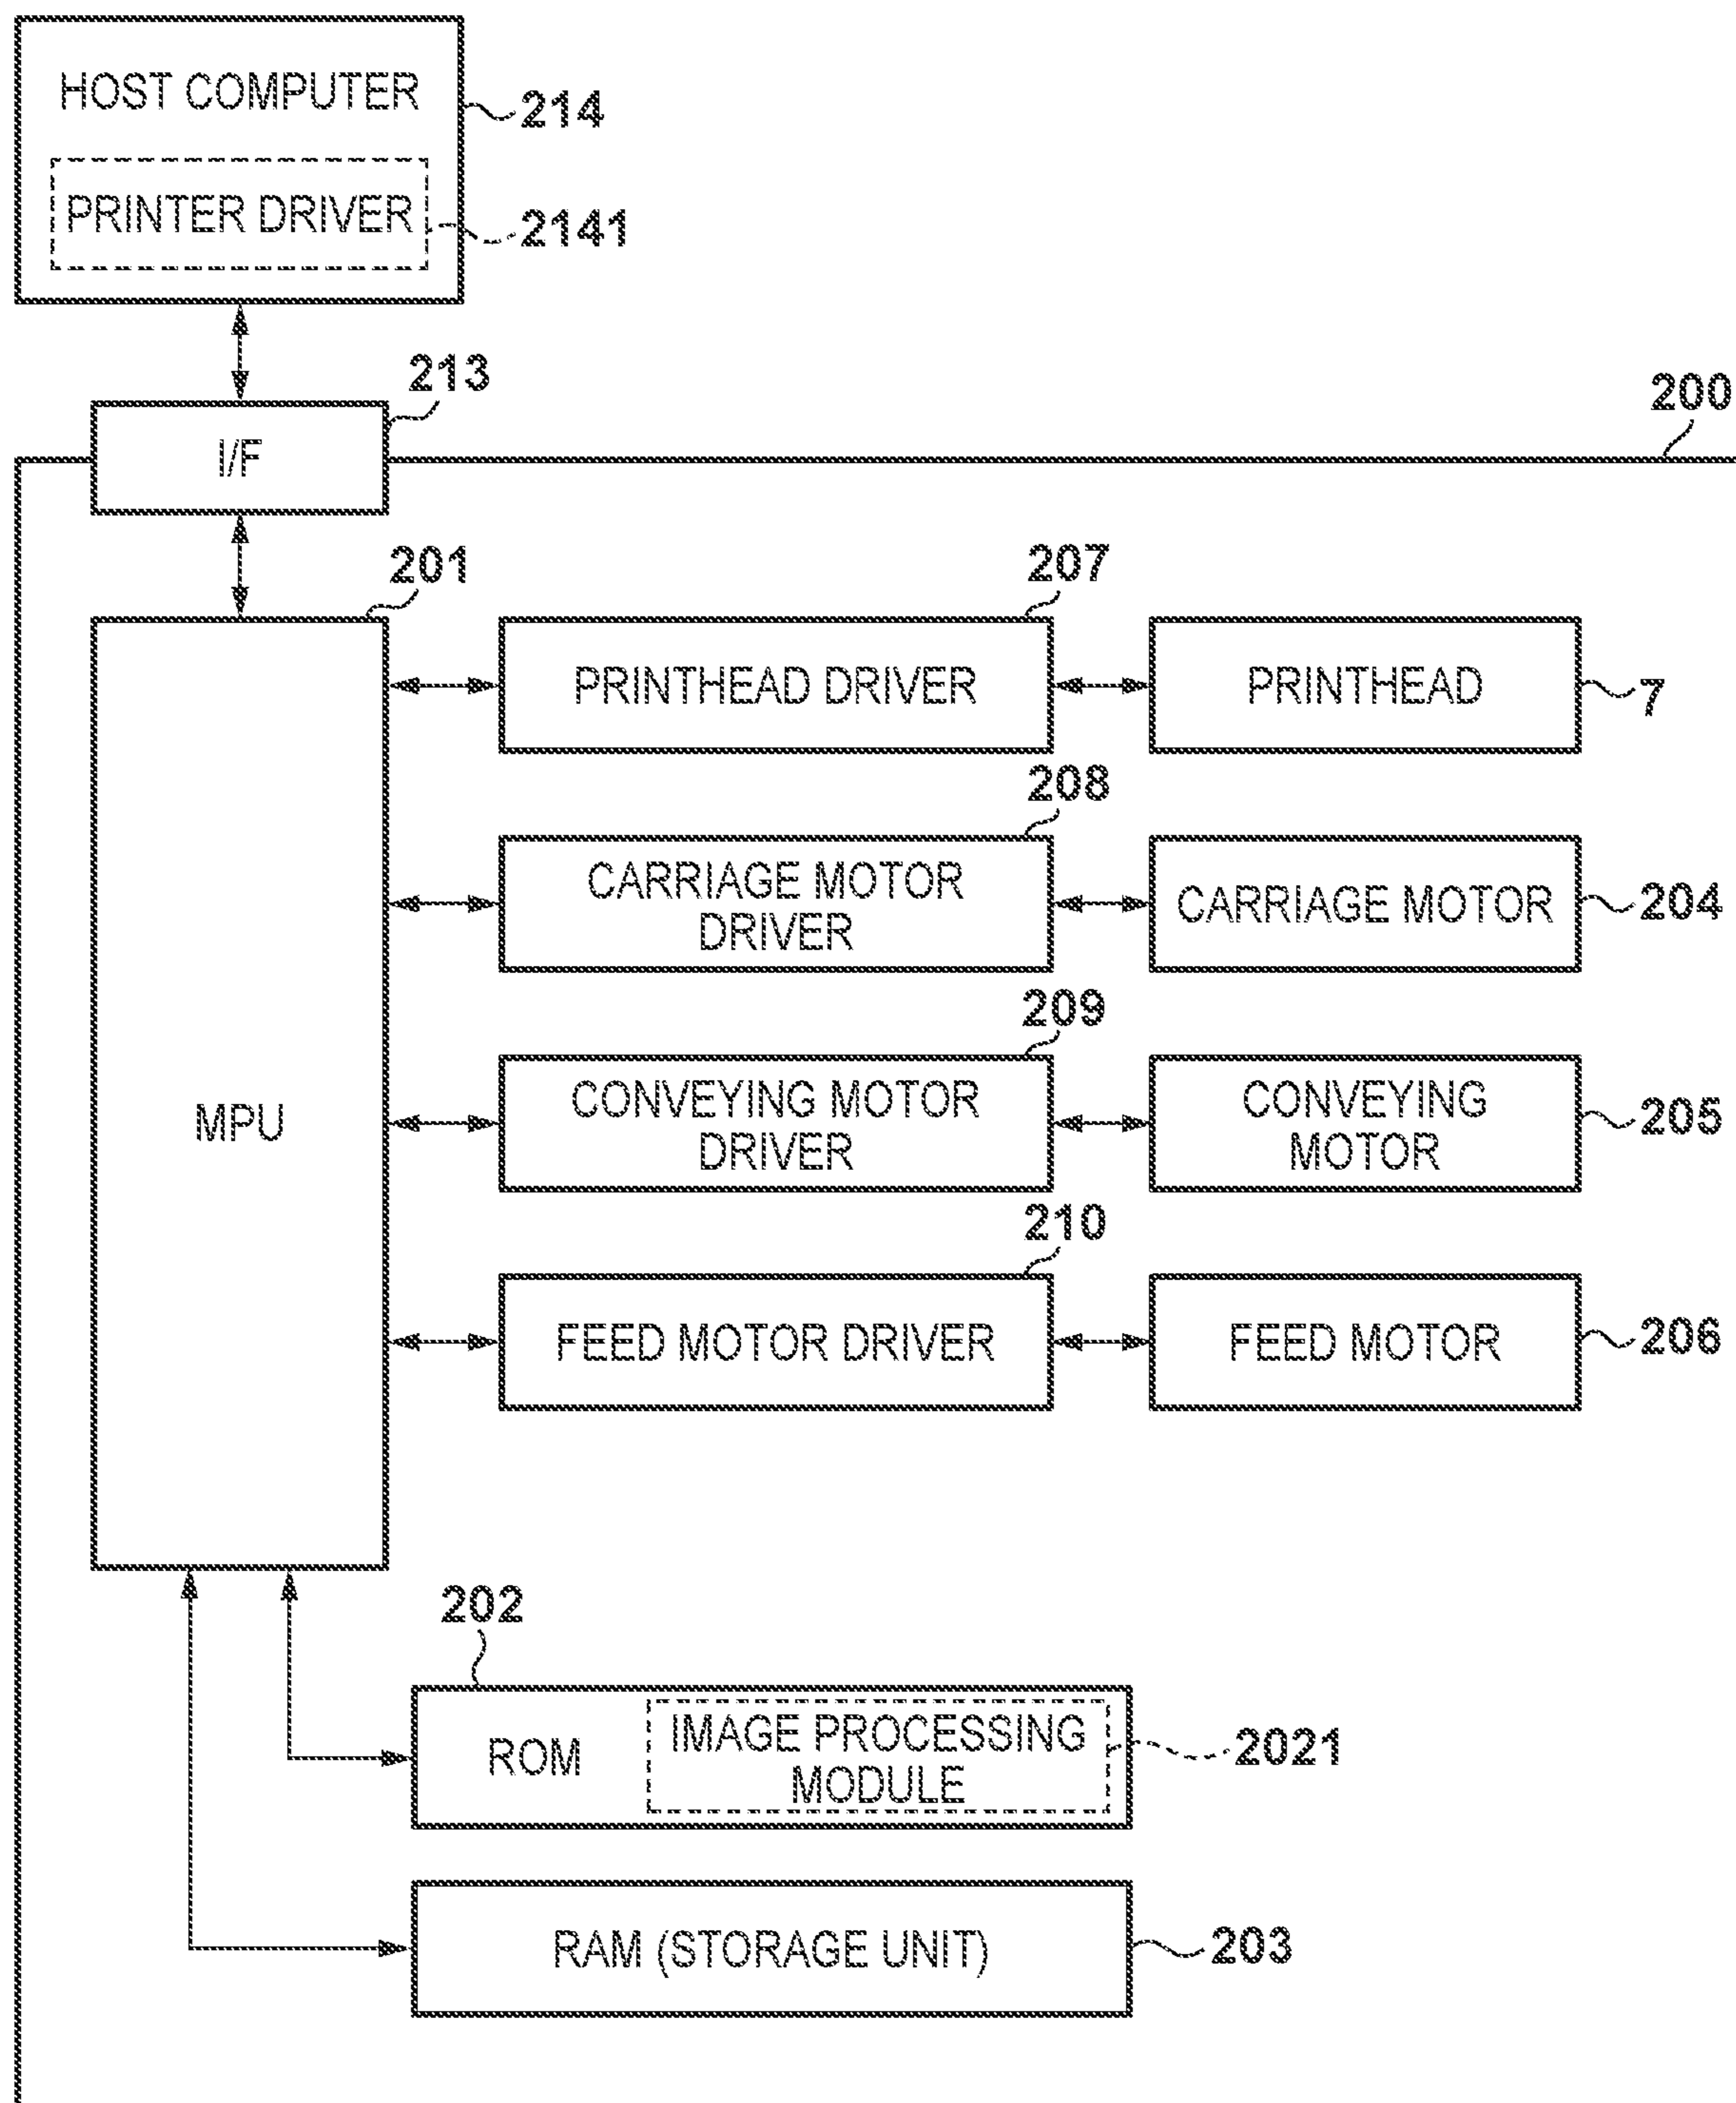 HOST COMPUTER
214
PRINTER DRIVER
2141
213
200
I/F
201
207
PRINTHEAD DRIVER
PRINTHEAD
7
208
CARRIAGE MOTOR
DRIVER
CARRIAGE MOTOR
204
209
MPU
CONVEYING MOTOR
DRIVER
CONVEYING
MOTOR
205
210
FEED MOTOR DRIVER
FEED MOTOR
206
202
ROM
IMAGE PROCESSING
MODULE
2021
RAM (STORAGE UNIT)
203